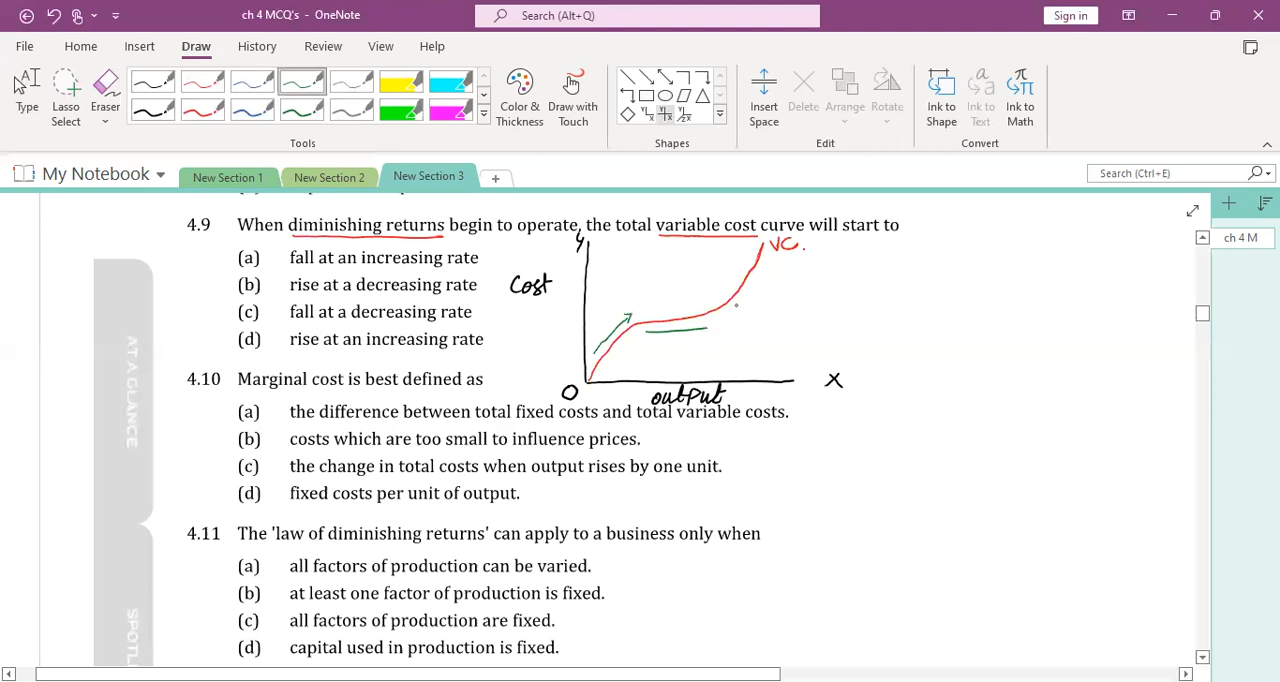 ch 4 MCQ's - OneNote
Search (Alt+Q)
Sign in
File Home Insert Draw History Review View Help
Type
Lasso Select
Eraser
Color & Thickness
Draw with Touch
Insert Space
Delete
Arrange
Rotate
Ink to Shape
Ink to Text
Ink to Math
Tools Shapes Edit Convert
My Notebook New Section 1 New Section 2 New Section 3 Search (Ctrl+E)
ch 4 M
4.9 When diminishing returns begin to operate, the total variable cost curve will start to
(a) fall at an increasing rate
(b) rise at a decreasing rate
(c) fall at a decreasing rate
(d) rise at an increasing rate
y
VC.
Cost
O
output
X
4.10 Marginal cost is best defined as
(a) the difference between total fixed costs and total variable costs.
(b) costs which are too small to influence prices.
(c) the change in total costs when output rises by one unit.
(d) fixed costs per unit of output.
4.11 The 'law of diminishing returns' can apply to a business only when
(a) all factors of production can be varied.
(b) at least one factor of production is fixed.
(c) all factors of production are fixed.
(d) capital used in production is fixed.
AT A GLANCE
SPOTL